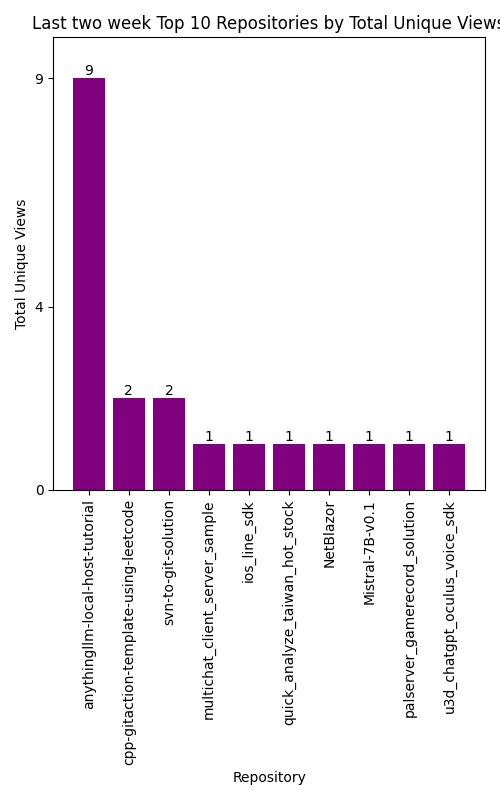 Last two week Top 10 Repositories by Total Unique Views
9
4
0
Total Unique Views
9
2
2
1
1
1
1
1
1
1
anythingllm-local-host-tutorial
cpp-gitaction-template-using-leetcode
svn-to-git-solution
multichat_client_server_sample
ios_line_sdk
quick_analyze_taiwan_hot_stock
NetBlazor
Mistral-7B-v0.1
palserver_gamerecord_solution
u3d_chatgpt_oculus_voice_sdk
Repository